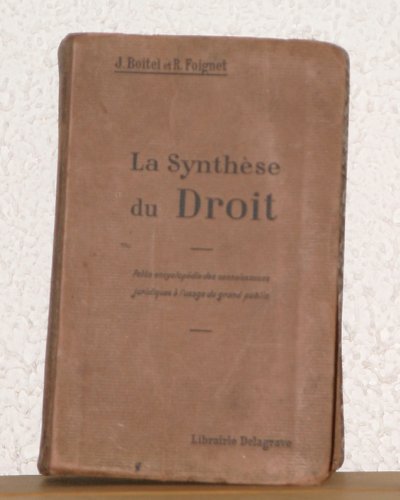 J. Boitel et R. Foignet
La Synthèse
du Droit
Petite encyclopédie des connaissances
juridiques à l'usage du grand public
Librairie Delagrave